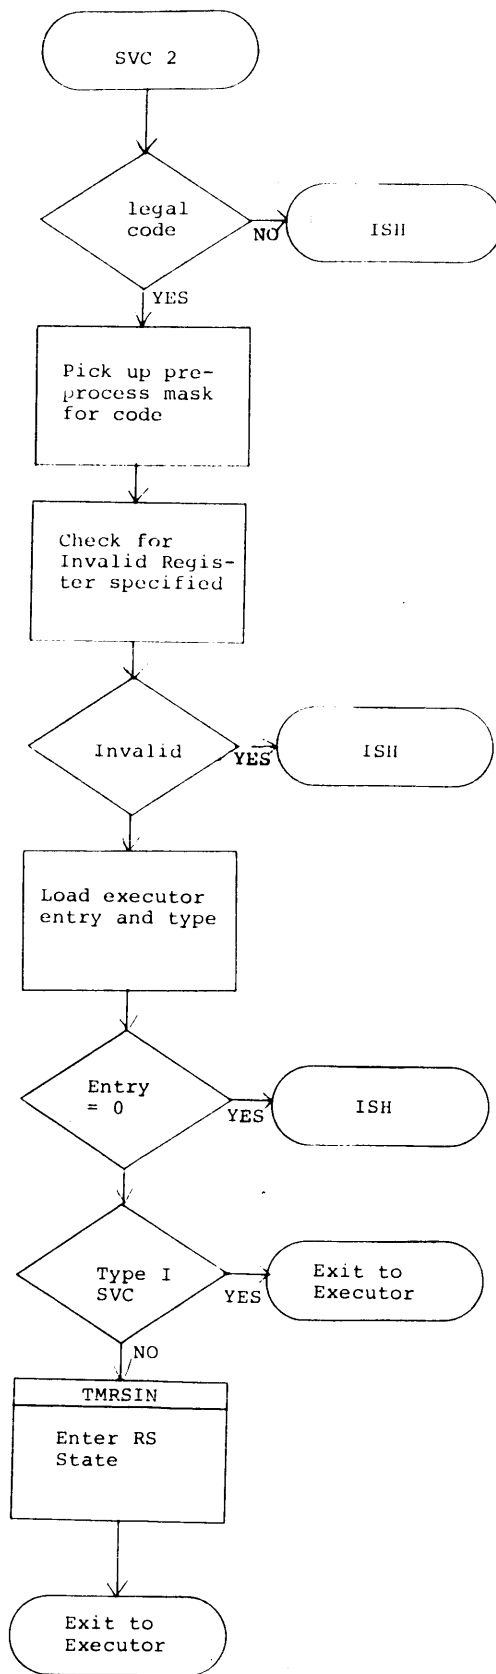 SVC 2
legal
code
NO
ISH
YES
Pick up pre-
process mask
for code
Check for
Invalid Regis-
ter specified
Invalid
YES
ISH
Load executor
entry and type
Entry
= 0
YES
ISH
Type I
SVC
YES
Exit to
Executor
NO
TMRSIN
Enter RS
State
Exit to
Executor